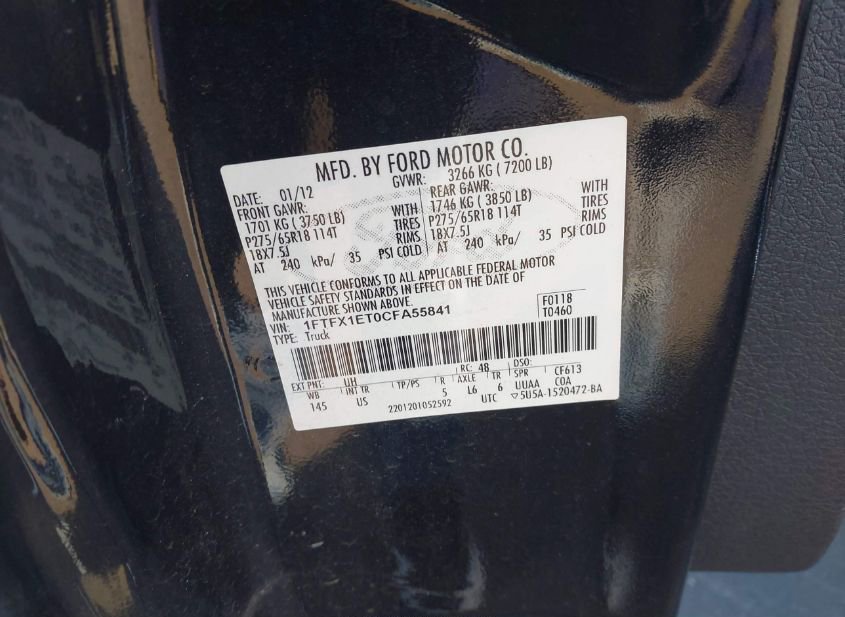 MFD. BY FORD MOTOR CO.
DATE: 01/12 GVWR: 3266 KG ( 7200 LB)
FRONT GAWR: WITH REAR GAWR: WITH
1701 KG ( 3750 LB) TIRES 1746 KG ( 3850 LB) TIRES
P275/65R18 114T RIMS P275/65R18 114T RIMS
18X7.5J 18X7.5J
AT 240 kPa/ 35 PSI COLD AT 240 kPa/ 35 PSI COLD
THIS VEHICLE CONFORMS TO ALL APPLICABLE FEDERAL MOTOR
VEHICLE SAFETY STANDARDS IN EFFECT ON THE DATE OF
MANUFACTURE SHOWN ABOVE.
VIN: 1FTFX1ET0CFA55841 F0118
TYPE: Truck T0460
EXT PNT: UH RC: 48 DSO:
WB INT TR TP/PS R AXLE TR SPR CF613
145 US 5 L6 6 UUAA COA
2201201052592 UTC ▽5U5A-1520472-BA
Ford